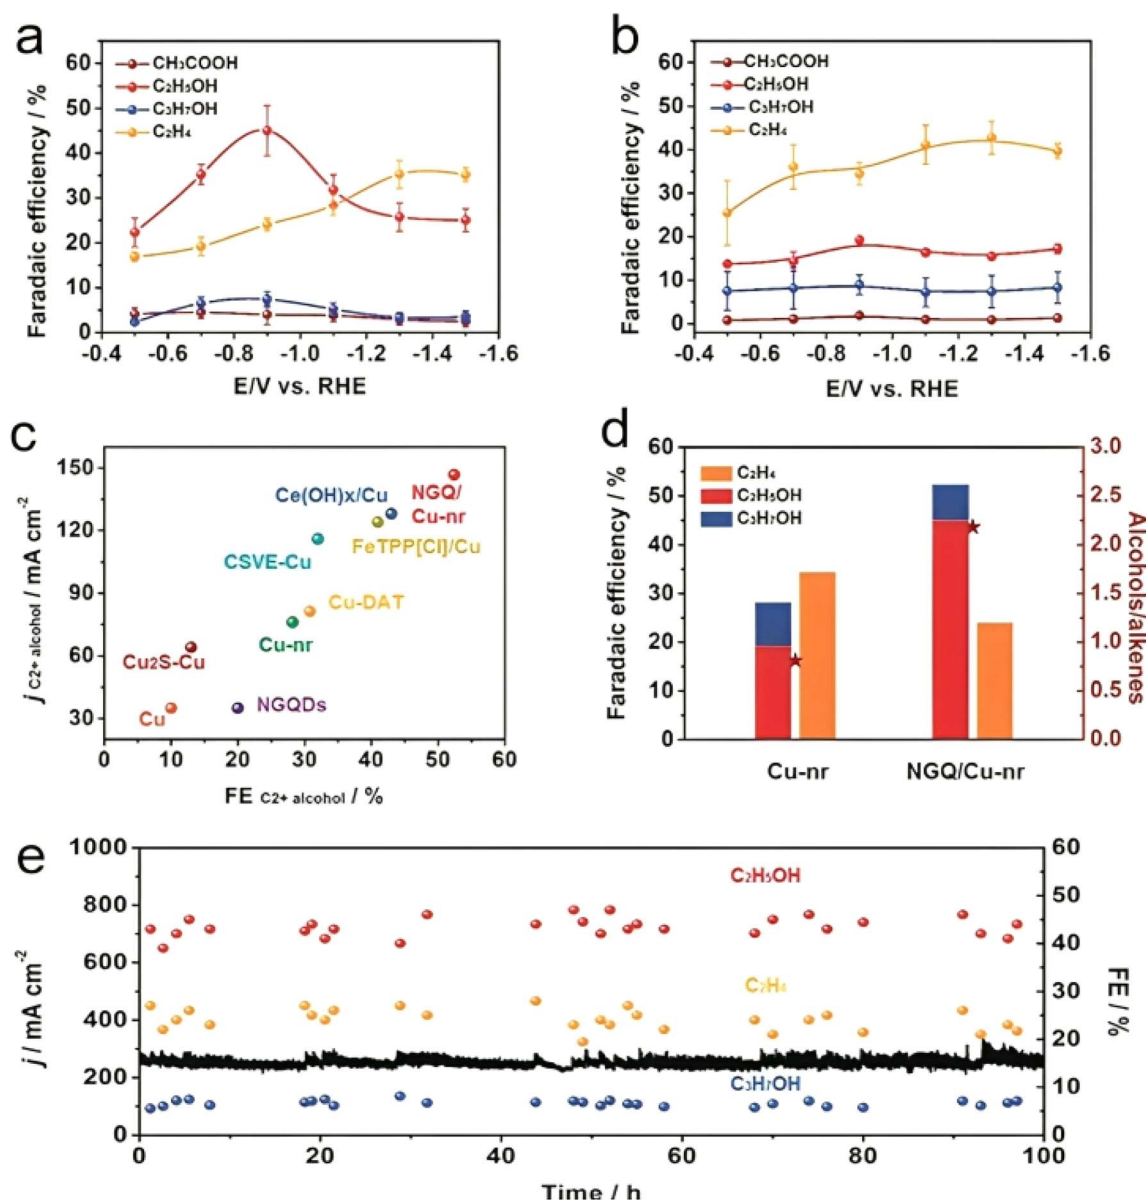 a
60
50
40
30
20
10
0
Faradaic efficiency / %
CH₃COOH
C₂H₅OH
C₃H₇OH
C₂H₄
-0.4 -0.6 -0.8 -1.0 -1.2 -1.4 -1.6
E/V vs. RHE
b
60
50
40
30
20
10
0
Faradaic efficiency / %
CH₃COOH
C₂H₅OH
C₃H₇OH
C₂H₄
-0.4 -0.6 -0.8 -1.0 -1.2 -1.4 -1.6
E/V vs. RHE
c
150
120
90
60
30
j C2+ alcohol / mA cm⁻²
Ce(OH)x/Cu
NGQ/
Cu-nr
FeTPP[Cl]/Cu
CSVE-Cu
Cu-DAT
Cu-nr
Cu₂S-Cu
NGQDs
Cu
0 10 20 30 40 50 60
FE C2+ alcohol / %
d
60
50
40
30
20
10
0
Faradaic efficiency / %
C₂H₄
C₂H₅OH
C₃H₇OH
3.0
2.5
2.0
1.5
1.0
0.5
0.0
Alcohols/alkenes
Cu-nr NGQ/Cu-nr
e
1000
800
600
400
200
0
j / mA cm⁻²
C₂H₅OH
C₂H₄
C₃H₇OH
60
50
40
30
20
10
0
FE / %
0 20 40 60 80 100
Time / h